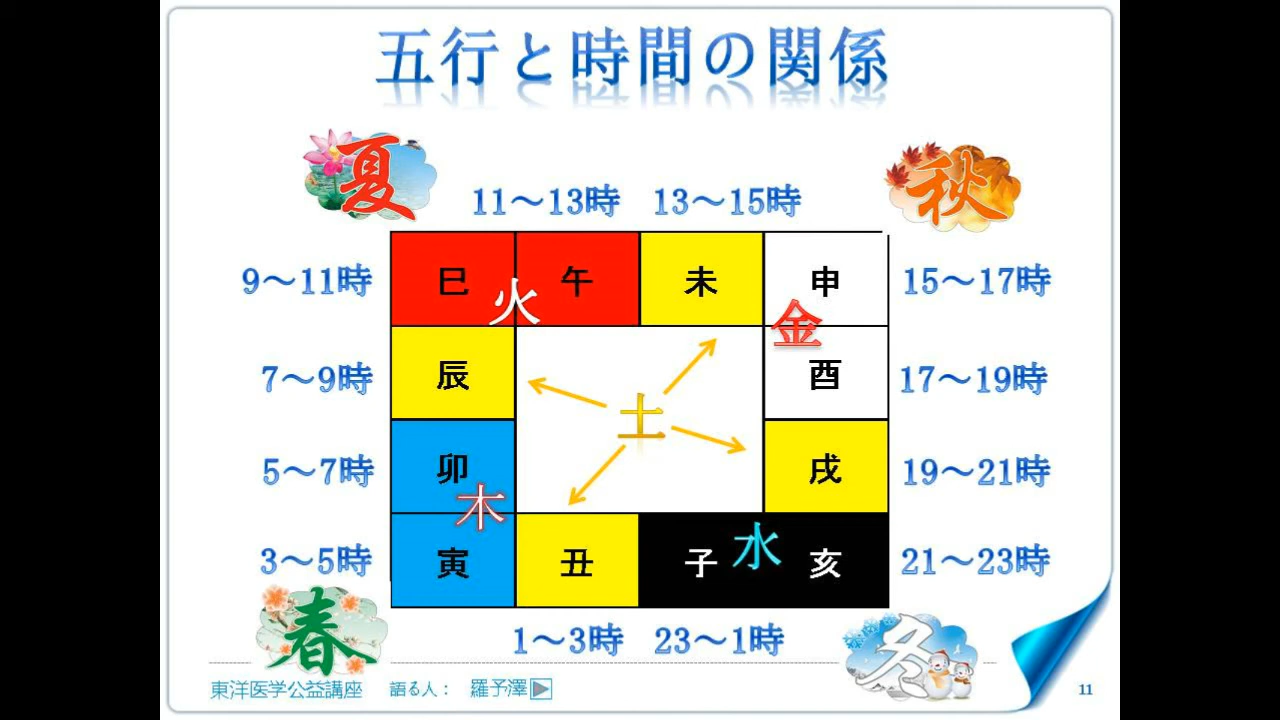 五行と時間の関係
夏
秋
11～13時 13～15時
9～11時 巳 午 未 申 15～17時
火
金
7～9時 辰 酉 17～19時
土
5～7時 卯 戌 19～21時
木
3～5時 寅 丑 子 水 亥 21～23時
春
1～3時 23～1時
冬
東洋医学公益講座 語る人： 羅予澤
11